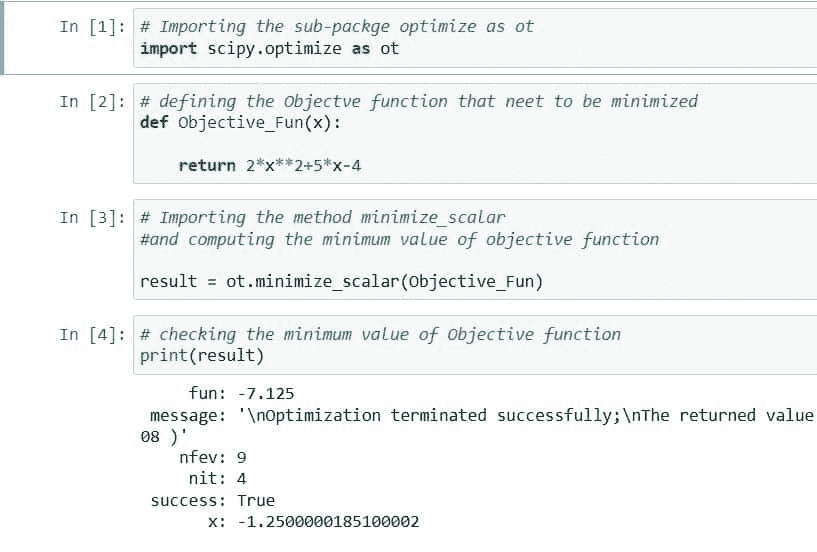 In [1]: # Importing the sub-packge optimize as ot
import scipy.optimize as ot
In [2]: # defining the Objectve function that neet to be minimized
def Objective_Fun(x):
return 2*x**2+5*x-4
In [3]: # Importing the method minimize_scalar
#and computing the minimum value of objective function
result = ot.minimize_scalar(Objective_Fun)
In [4]: # checking the minimum value of Objective function
print(result)
fun: -7.125
message: '\nOptimization terminated successfully;\nThe returned value
08 )'
nfev: 9
nit: 4
success: True
x: -1.2500000185100002